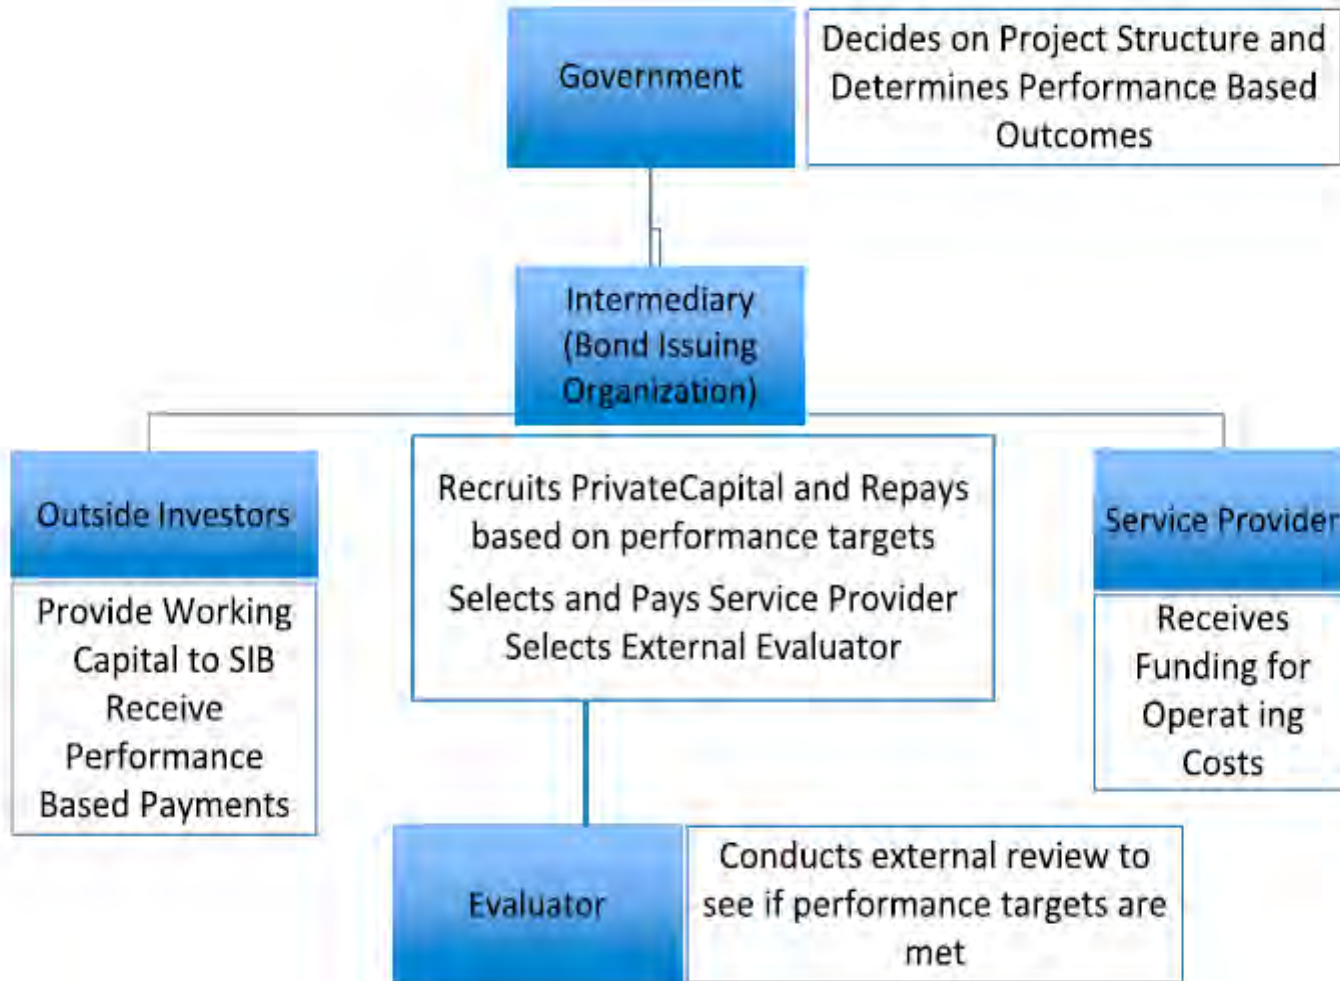 Government
Decides on Project Structure and
Determines Performance Based
Outcomes
Intermediary
(Bond Issuing
Organization)
Outside Investors
Provide Working
Capital to SIB
Receive
Performance
Based Payments
Recruits PrivateCapital and Repays
based on performance targets
Selects and Pays Service Provider
Selects External Evaluator
Service Provider
Receives
Funding for
Operat ing
Costs
Evaluator
Conducts external review to
see if performance targets are
met